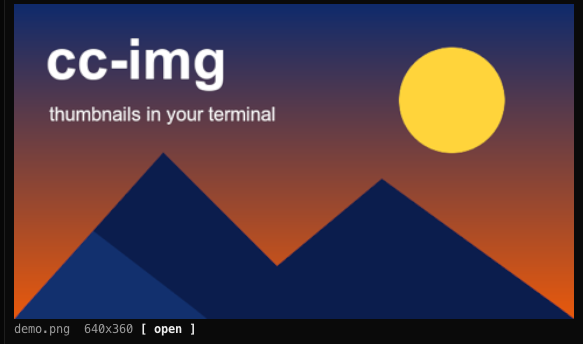 cc-img
thumbnails in your terminal
demo.png 640x360 [ open ]